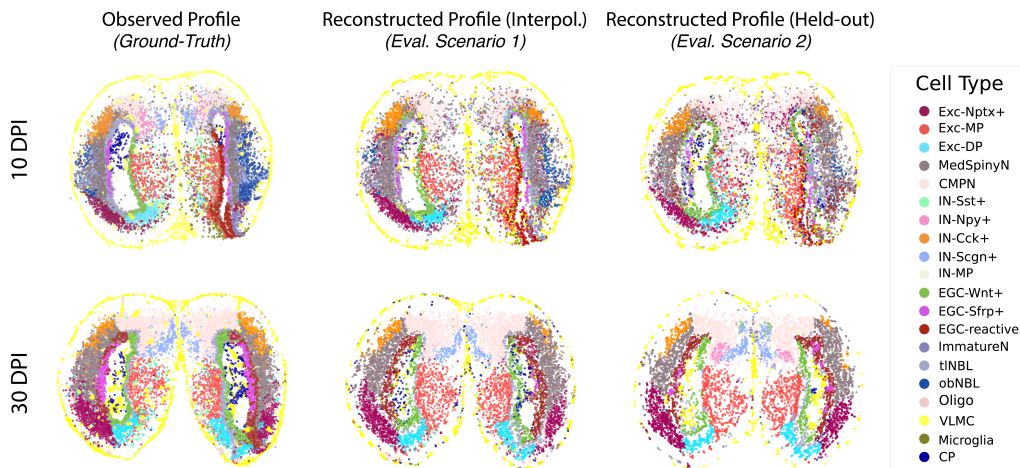 Observed Profile
(Ground-Truth)
Reconstructed Profile (Interpol.)
(Eval. Scenario 1)
Reconstructed Profile (Held-out)
(Eval. Scenario 2)
10 DPI
30 DPI
Cell Type
Exc-Nptx+
Exc-MP
Exc-DP
MedSpinyN
CMPN
IN-Sst+
IN-Npy+
IN-Cck+
IN-Scgn+
IN-MP
EGC-Wnt+
EGC-Sfrp+
EGC-reactive
ImmatureN
tlNBL
obNBL
Oligo
VLMC
Microglia
CP